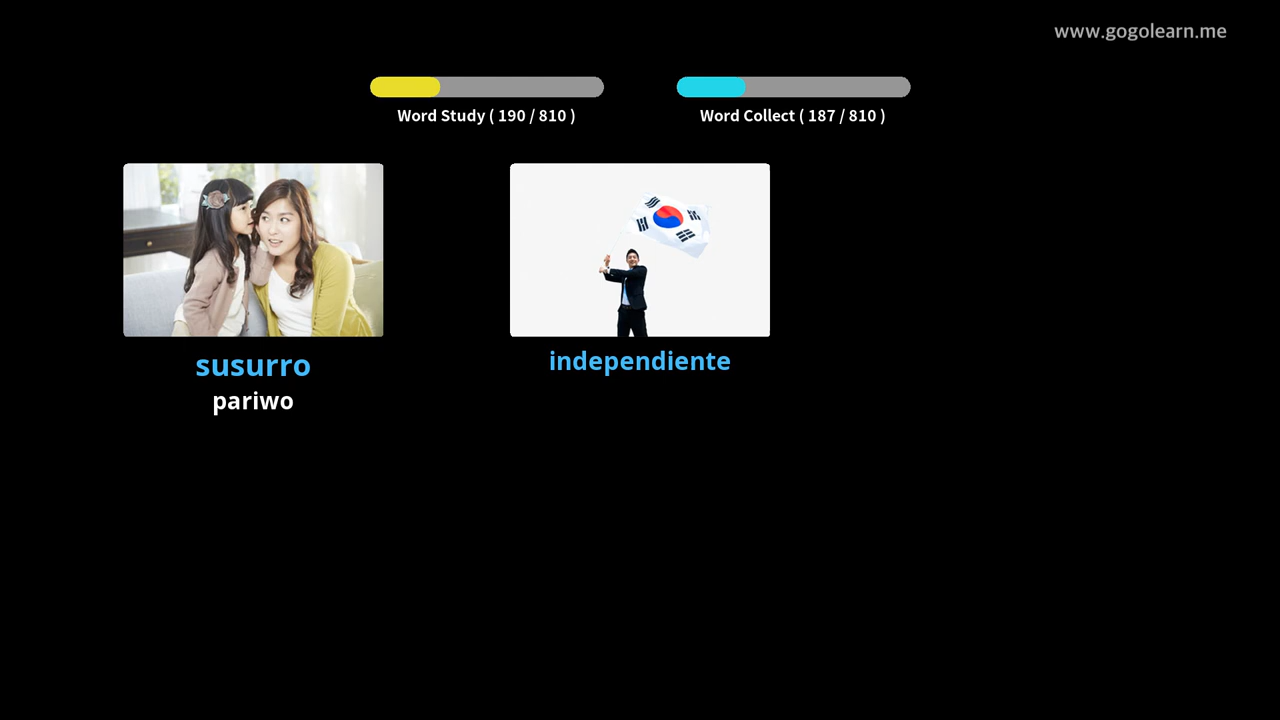 www.gogolearn.me
Word Study ( 190 / 810 )
Word Collect ( 187 / 810 )
susurro
pariwo
independiente